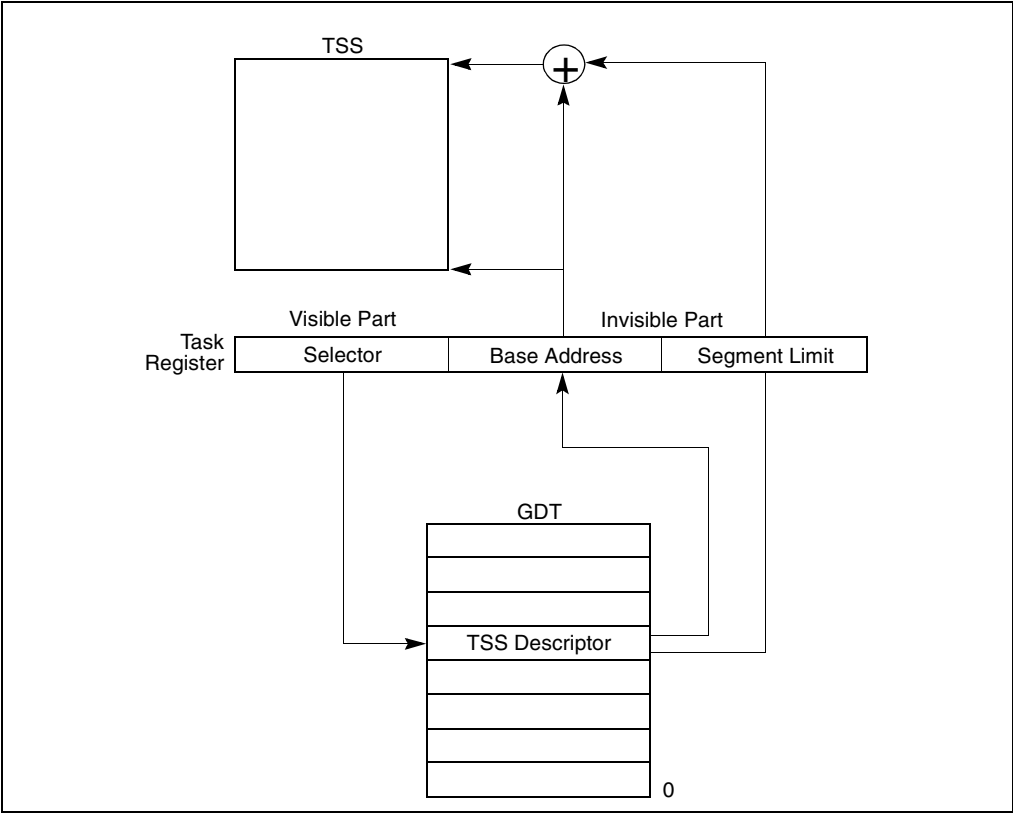 TSS
+
Visible Part
Invisible Part
Task
Register
Selector
Base Address
Segment Limit
GDT
TSS Descriptor
0